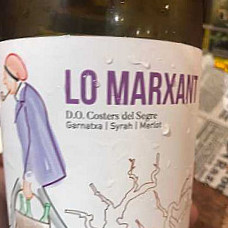 LO MARXANT
D.O. Costers del Segre
Garnatxa | Syrah | Merlot